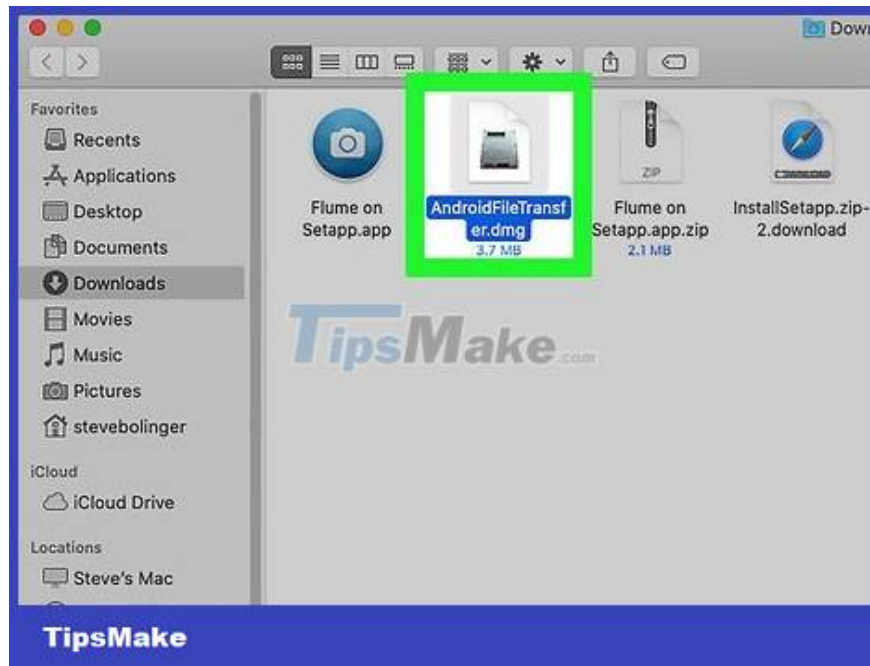 Dow
Favorites
Recents
Applications
Desktop
Documents
Downloads
Movies
Music
Pictures
stevebolinger
iCloud
iCloud Drive
Locations
Steve's Mac
Flume on
Setapp.app
AndroidFileTransf
er.dmg
3.7 MB
ZIP
Flume on
Setapp.app.zip
2.1 MB
InstallSetapp.zip-
2.download
TipsMake.com
TipsMake